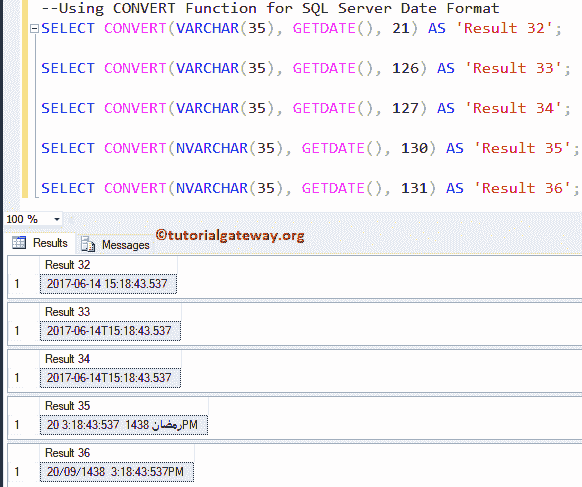 --Using CONVERT Function for SQL Server Date Format
SELECT CONVERT(VARCHAR(35), GETDATE(), 21) AS 'Result 32';
SELECT CONVERT(VARCHAR(35), GETDATE(), 126) AS 'Result 33';
SELECT CONVERT(VARCHAR(35), GETDATE(), 127) AS 'Result 34';
SELECT CONVERT(NVARCHAR(35), GETDATE(), 130) AS 'Result 35';
SELECT CONVERT(NVARCHAR(35), GETDATE(), 131) AS 'Result 36';
100 %
Results Messages ©tutorialgateway.org
Result 32
1 2017-06-14 15:18:43.537
Result 33
1 2017-06-14T15:18:43.537
Result 34
1 2017-06-14T15:18:43.537
Result 35
1 20 رمضان 1438  3:18:43:537PM
Result 36
1 20/09/1438  3:18:43:537PM